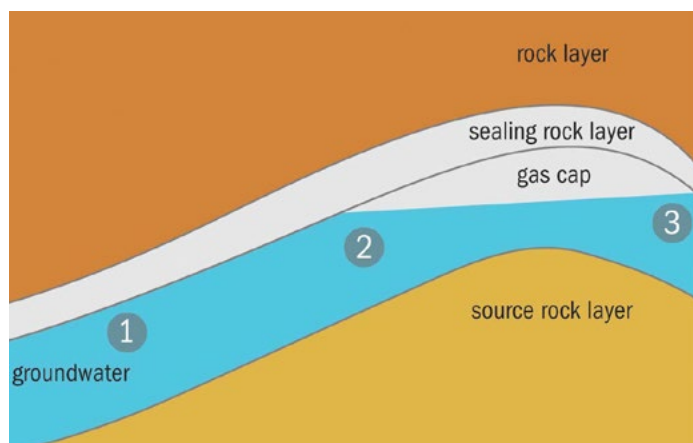 rock layer
sealing rock layer
gas cap
3
2
source rock layer
1
groundwater